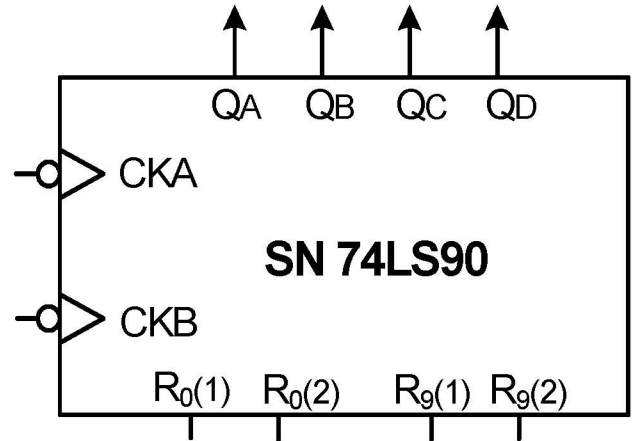 QA QB QC QD
CKA
SN 74LS90
CKB
R0(1) R0(2) R9(1) R9(2)